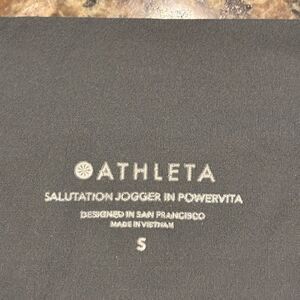 ATHLETA
SALUTATION JOGGER IN POWERVITA
DESIGNED IN SAN FRANCISCO
MADE IN VIETNAM
S